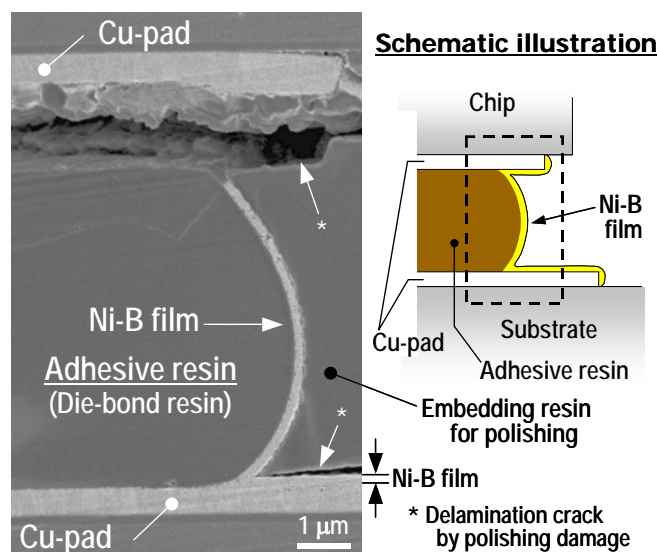 Cu-pad
Schematic illustration
Chip
*
Ni-B
film
Ni-B film
Adhesive resin
(Die-bond resin)
Substrate
Cu-pad
Adhesive resin
*
Embedding resin
for polishing
Ni-B film
Cu-pad
1 μm
* Delamination crack
by polishing damage